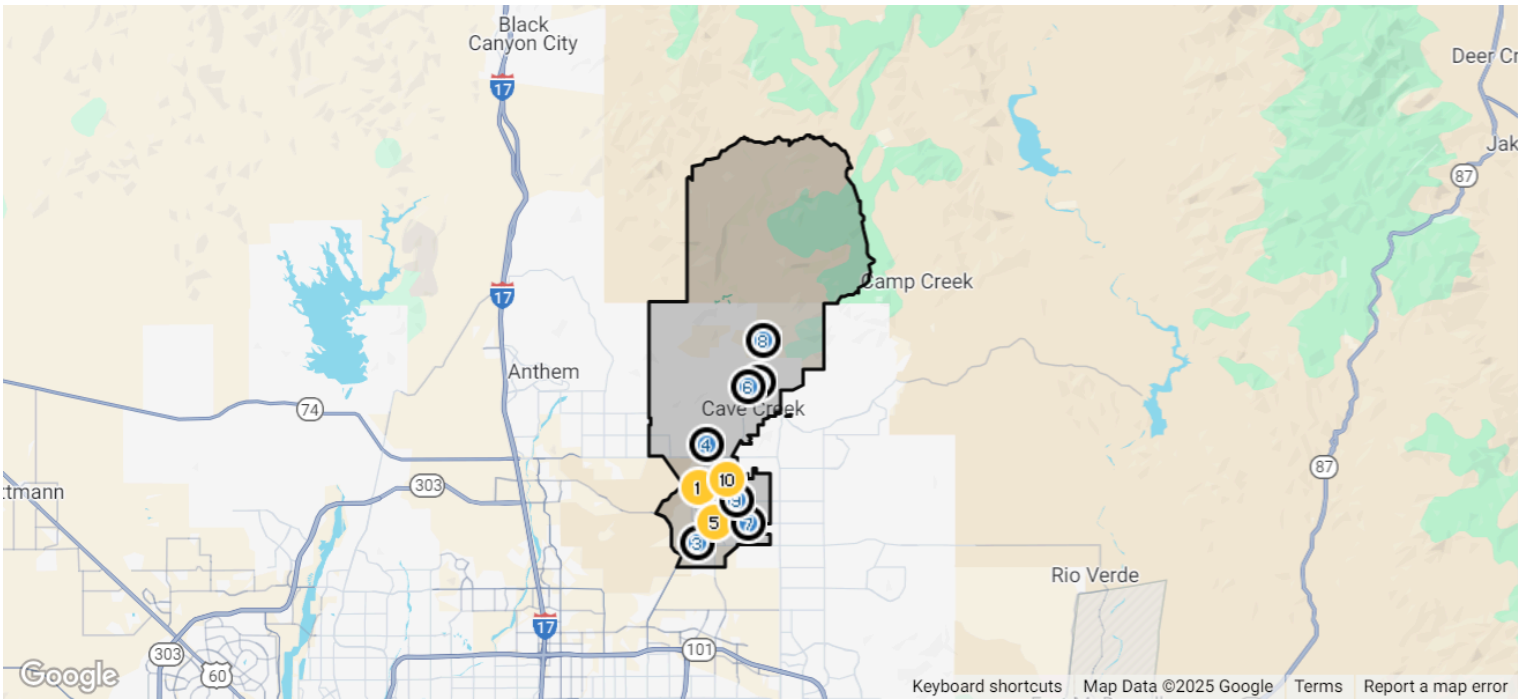 Black
Canyon City
Deer Cr
17
Jak
87
Camp Creek
17
8
Anthem
6
Cave Creek
74
4
87
303
10
1
ttmann
9
5
7
3
Rio Verde
17
101
303
60
Google
Keyboard shortcuts
Map Data ©2025 Google
Terms
Report a map error